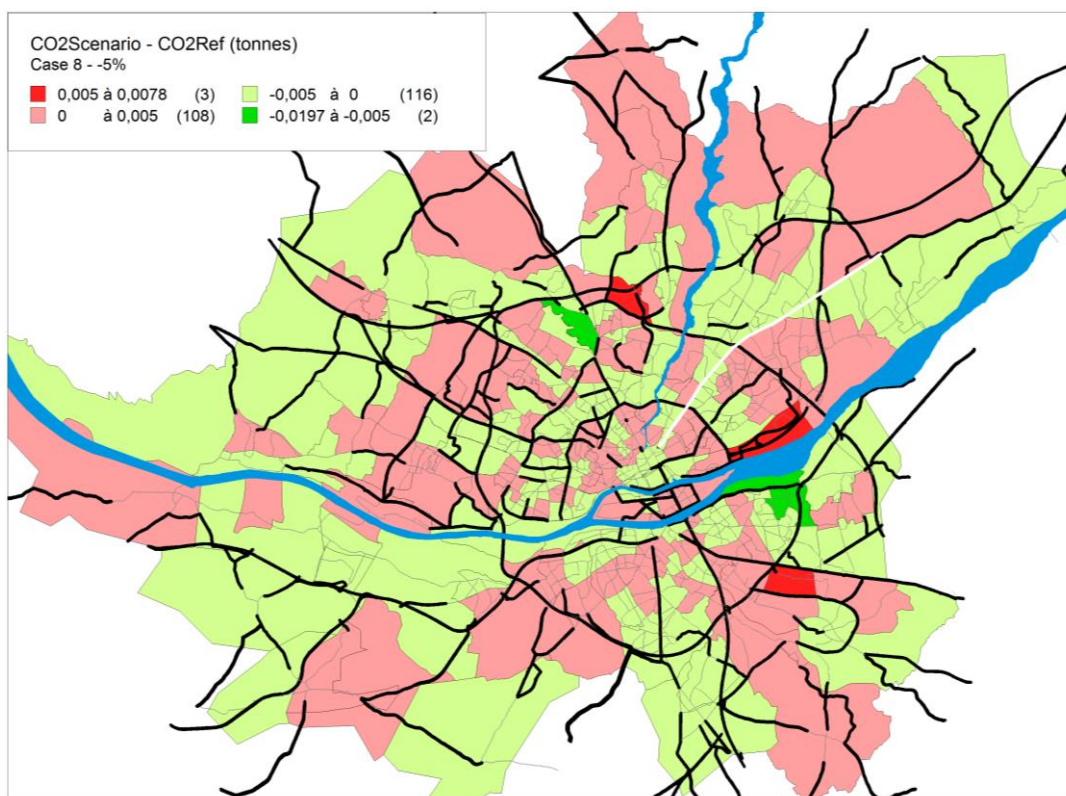 CO2Scenario - CO2Ref (tonnes)
Case 8 - -5%
0,005 à 0,0078 (3) -0,005 à 0 (116)
0 à 0,005 (108) -0,0197 à -0,005 (2)